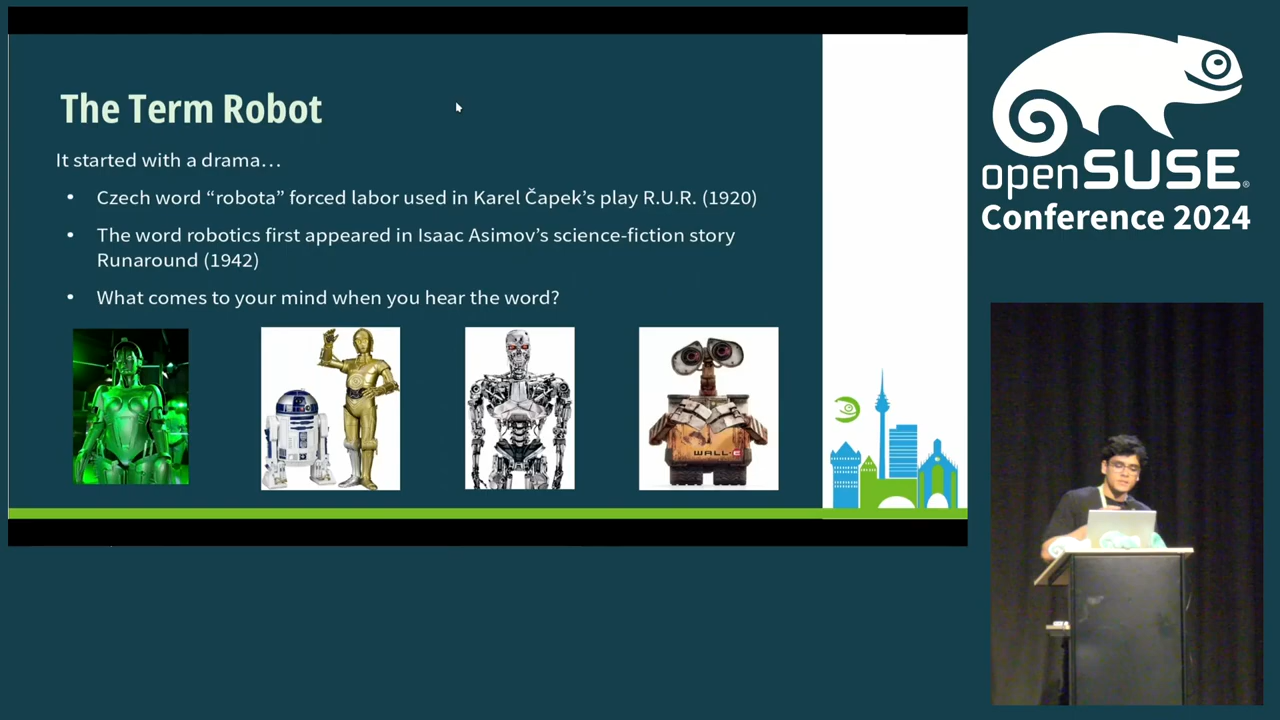 The Term Robot
It started with a drama...
• Czech word “robota” forced labor used in Karel Čapek’s play R.U.R. (1920)
• The word robotics first appeared in Isaac Asimov’s science-fiction story
Runaround (1942)
• What comes to your mind when you hear the word?
WALL·E
openSUSE®
Conference 2024